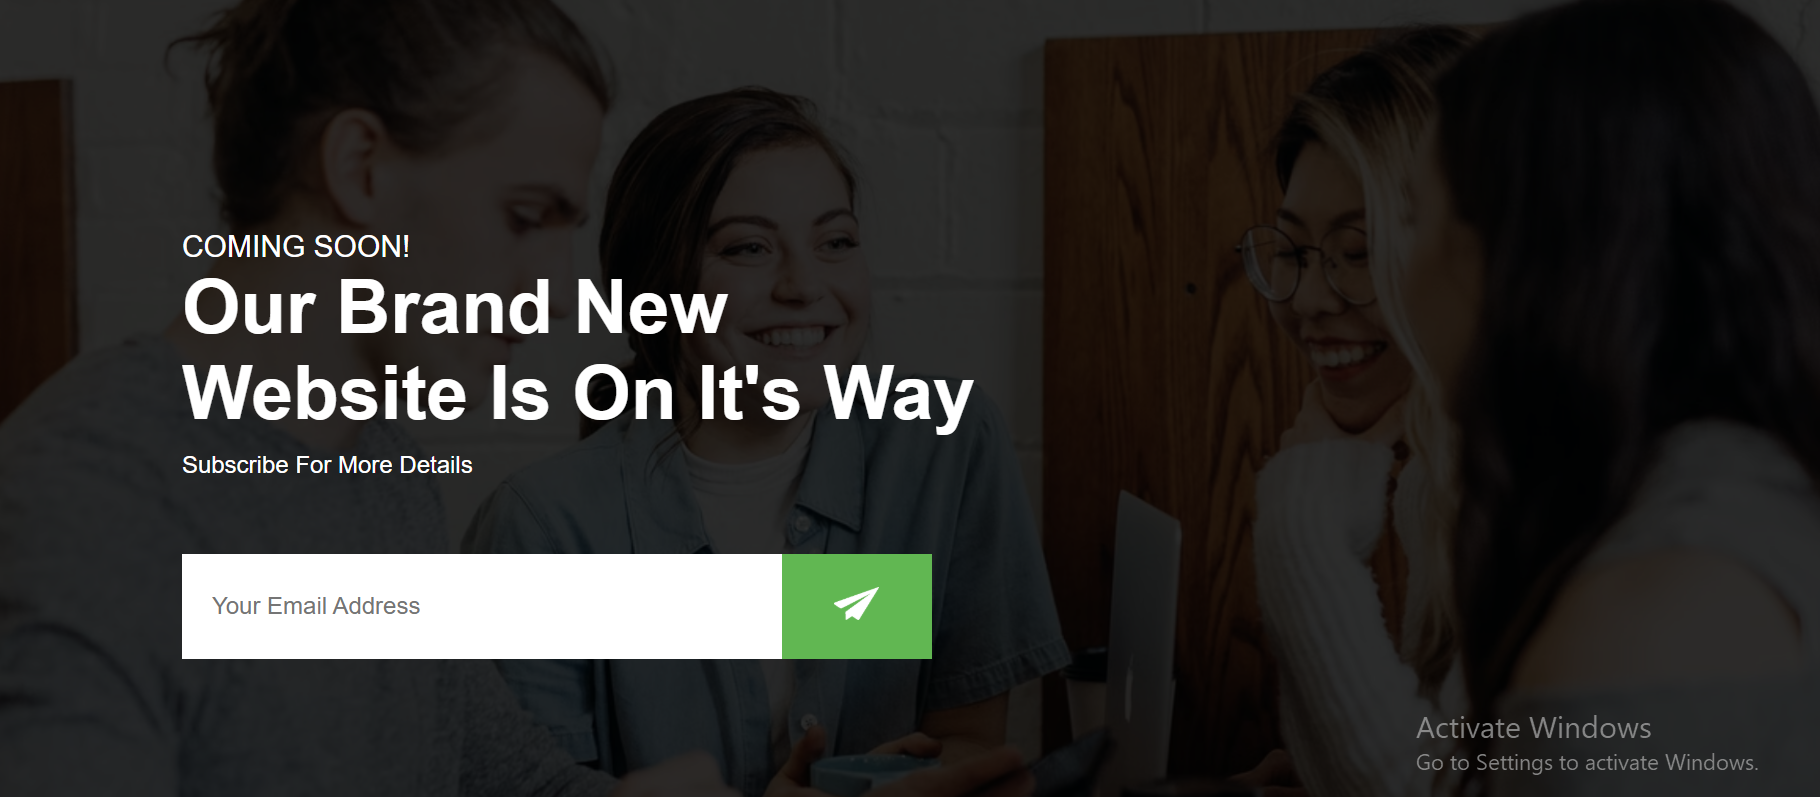 COMING SOON!
Our Brand New
Website Is On It's Way
Subscribe For More Details
Your Email Address
Activate Windows
Go to Settings to activate Windows.